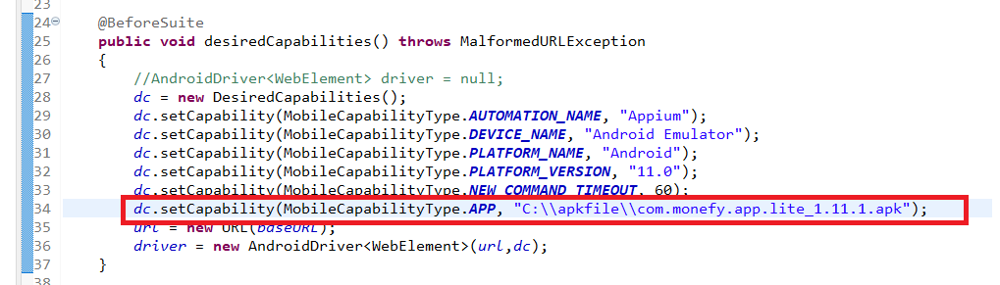 23
24 @BeforeSuite
25 public void desiredCapabilities() throws MalformedURLException
26 {
27 //AndroidDriver<WebElement> driver = null;
28 dc = new DesiredCapabilities();
29 dc.setCapability(MobileCapabilityType.AUTOMATION_NAME, "Appium");
30 dc.setCapability(MobileCapabilityType.DEVICE_NAME, "Android Emulator");
31 dc.setCapability(MobileCapabilityType.PLATFORM_NAME, "Android");
32 dc.setCapability(MobileCapabilityType.PLATFORM_VERSION, "11.0");
33 dc.setCapability(MobileCapabilityType.NEW_COMMAND_TIMEOUT, 60);
34 dc.setCapability(MobileCapabilityType.APP, "C:\\apkfile\\com.monefy.app.lite_1.11.1.apk");
35 url = new URL(baseURL);
36 driver = new AndroidDriver<WebElement>(url,dc);
37 }
38